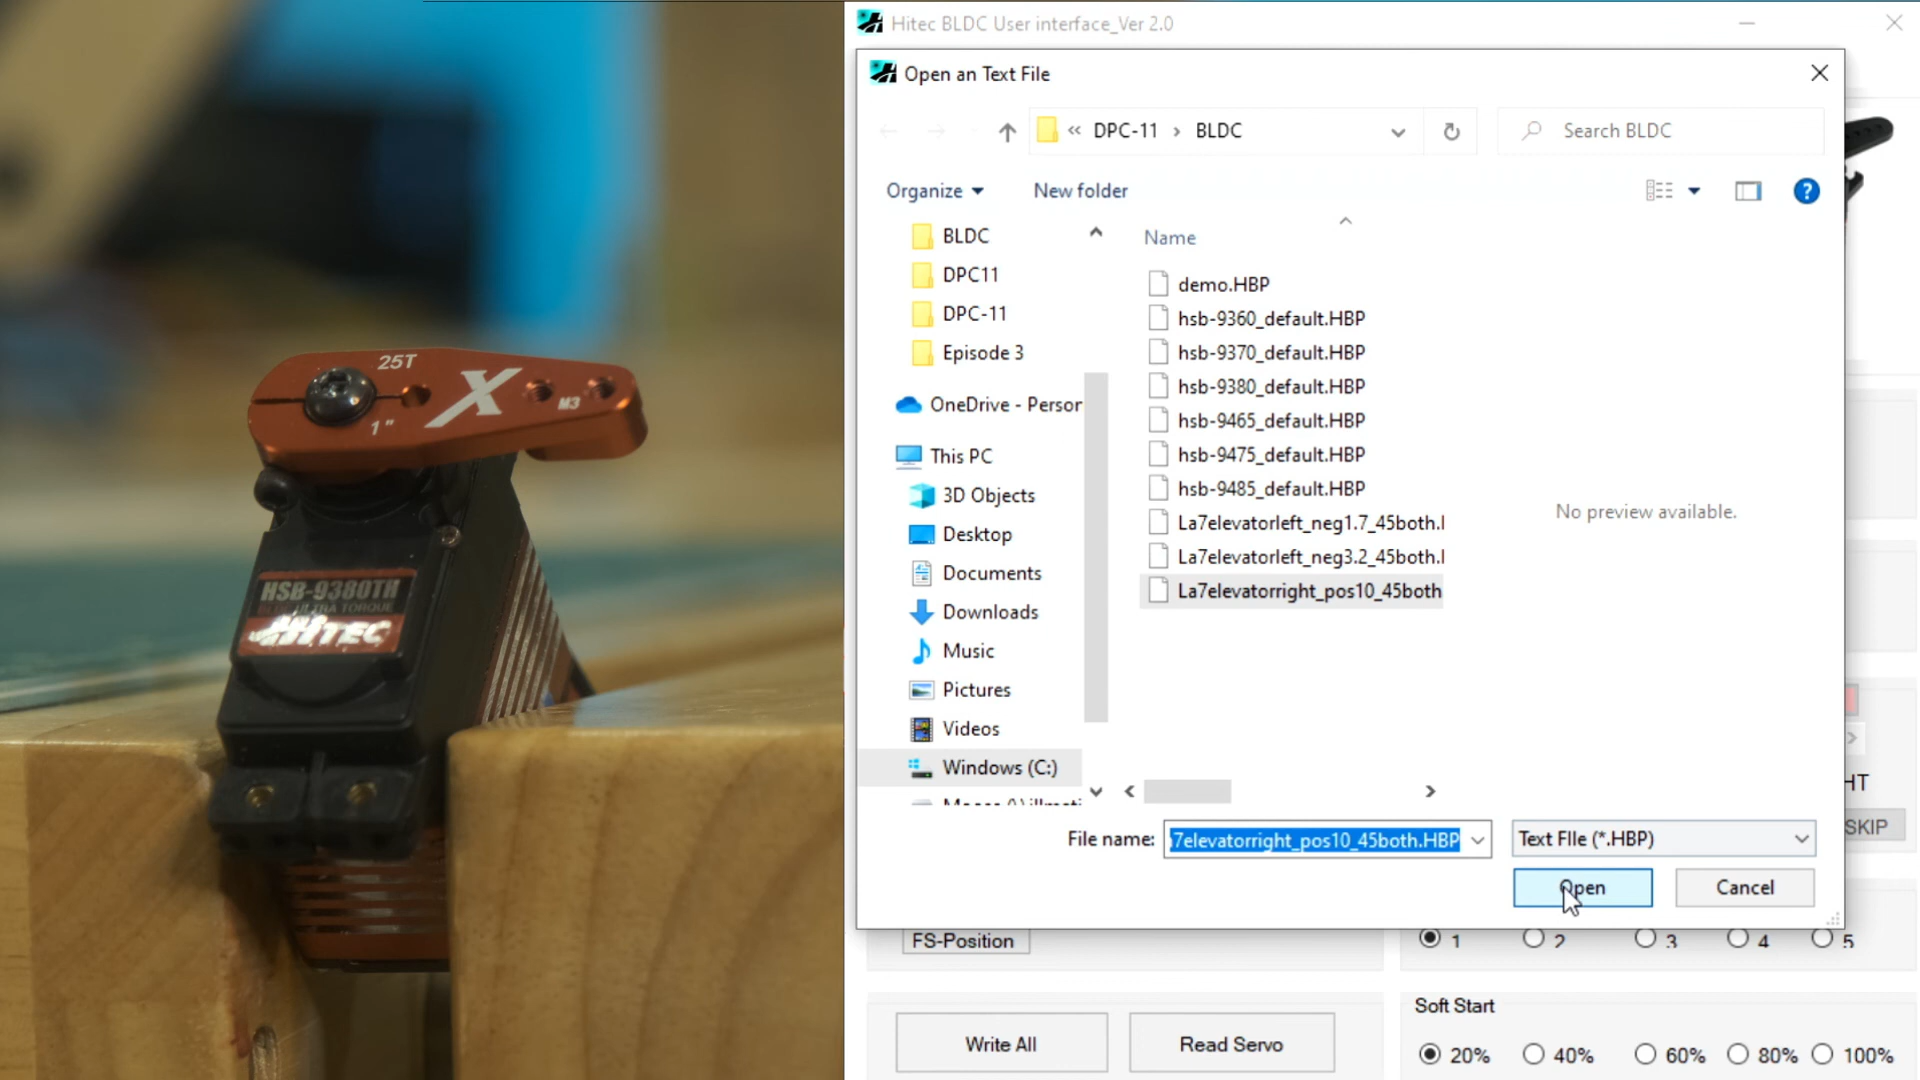 25T
X
M3
1"
HSB-9380TH
BLDC ULTRA TORQUE
HITEC
Hitec BLDC User interface_Ver 2.0
Open an Text File
« DPC-11 › BLDC
Search BLDC
Organize
New folder
?
BLDC
DPC11
DPC-11
Episode 3
OneDrive - Person
This PC
3D Objects
Desktop
Documents
Downloads
Music
Pictures
Videos
Windows (C:)
Name
demo.HBP
hsb-9360_default.HBP
hsb-9370_default.HBP
hsb-9380_default.HBP
hsb-9465_default.HBP
hsb-9475_default.HBP
hsb-9485_default.HBP
La7elevatorleft_neg1.7_45both.I
La7elevatorleft_neg3.2_45both.I
La7elevatorright_pos10_45both
No preview available.
File name: 7elevatorright_pos10_45both.HBP
Text FIle (*.HBP)
Open
Cancel
HT
SKIP
FS-Position
1 2 3 4 5
Write All
Read Servo
Soft Start
20% 40% 60% 80% 100%